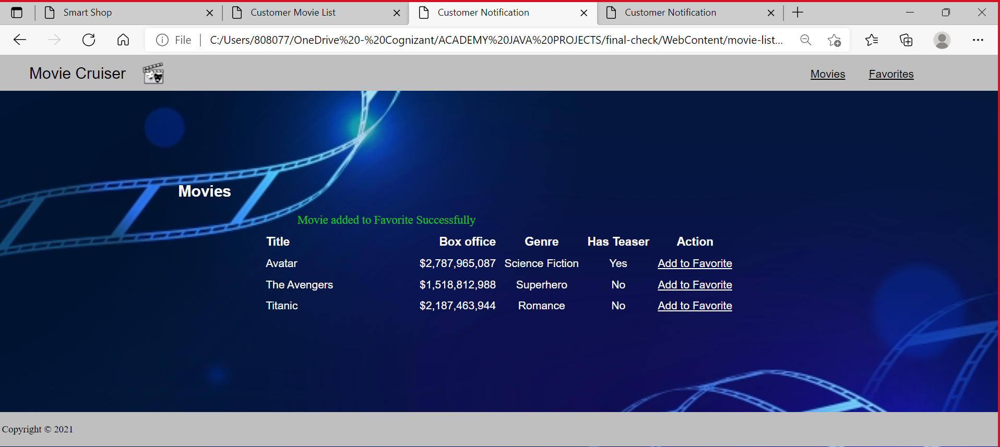 Smart Shop Customer Movie List Customer Notification Customer Notification
File C:/Users/808077/OneDrive%20-%20Cognizant/ACADEMY%20JAVA%20PROJECTS/final-check/WebContent/movie-list...
Movie Cruiser Movies Favorites
Movies
Movie added to Favorite Successfully
Title Box office Genre Has Teaser Action
Avatar $2,787,965,087 Science Fiction Yes Add to Favorite
The Avengers $1,518,812,988 Superhero No Add to Favorite
Titanic $2,187,463,944 Romance No Add to Favorite
Copyright © 2021